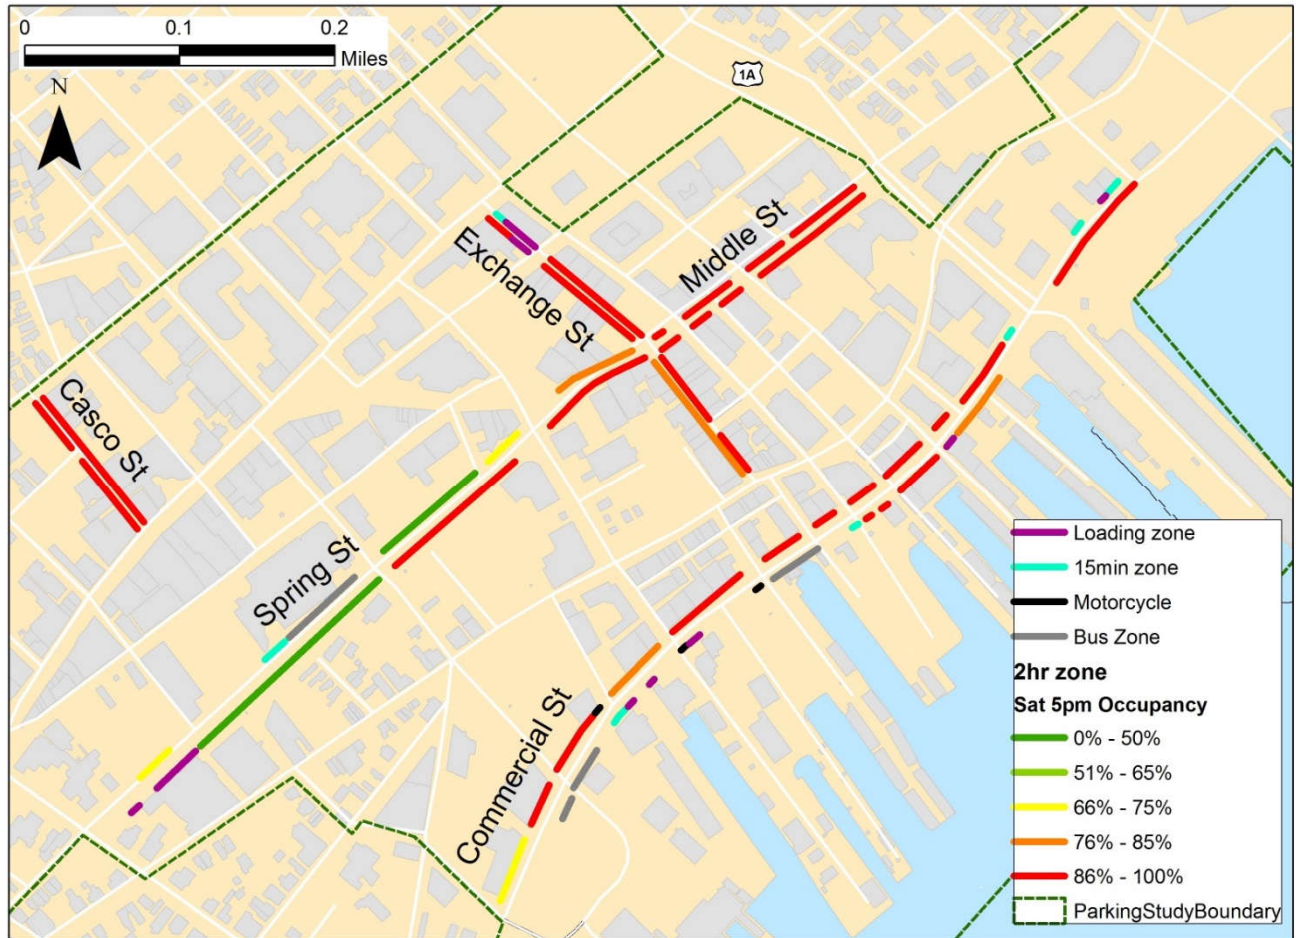 0 0.1 0.2
Miles
N
1A
Middle St
Exchange St
Casco St
Spring St
Commercial St
Loading zone
15min zone
Motorcycle
Bus Zone
2hr zone
Sat 5pm Occupancy
0% - 50%
51% - 65%
66% - 75%
76% - 85%
86% - 100%
ParkingStudyBoundary